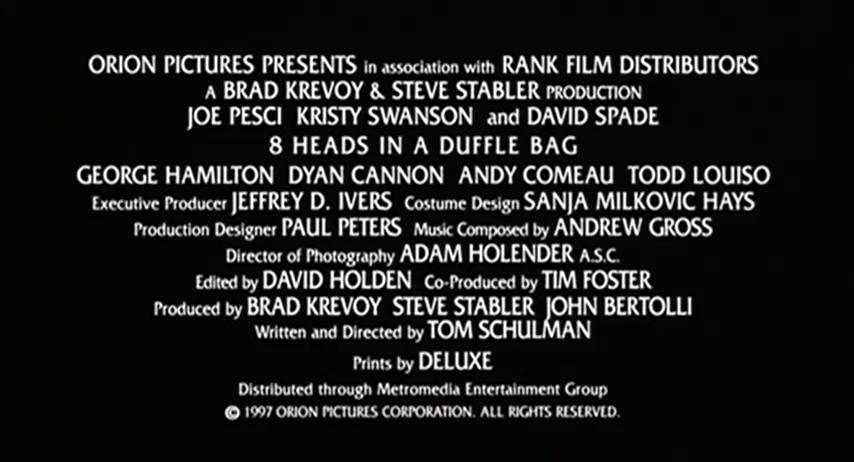 ORION PICTURES PRESENTS in association with RANK FILM DISTRIBUTORS
A BRAD KREVOY & STEVE STABLER PRODUCTION
JOE PESCI KRISTY SWANSON and DAVID SPADE
8 HEADS IN A DUFFLE BAG
GEORGE HAMILTON DYAN CANNON ANDY COMEAU TODD LOUISO
Executive Producer JEFFREY D. IVERS Costume Design SANJA MILKOVIC HAYS
Production Designer PAUL PETERS Music Composed by ANDREW GROSS
Director of Photography ADAM HOLENDER A.S.C.
Edited by DAVID HOLDEN Co-Produced by TIM FOSTER
Produced by BRAD KREVOY STEVE STABLER JOHN BERTOLLI
Written and Directed by TOM SCHULMAN
Prints by DELUXE
Distributed through Metromedia Entertainment Group
© 1997 ORION PICTURES CORPORATION. ALL RIGHTS RESERVED.